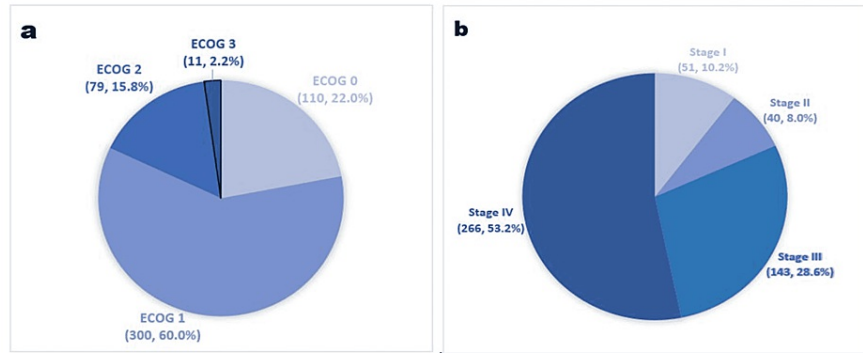 a
ECOG 3
(11, 2.2%)
ECOG 2
(79, 15.8%)
ECOG 0
(110, 22.0%)
ECOG 1
(300, 60.0%)
b
Stage I
(51, 10.2%)
Stage II
(40, 8.0%)
Stage IV
(266, 53.2%)
Stage III
(143, 28.6%)